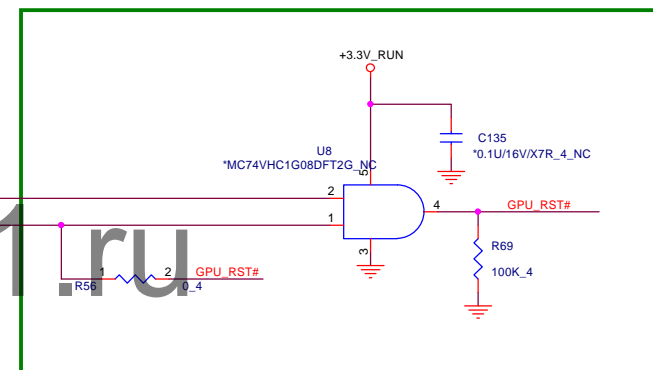 +3.3V_RUN
U8
*MC74VHC1G08DFT2G_NC
C135
*0.1U/16V/X7R_4_NC
5
2
1
4
GPU_RST#
3
R69
100K_4
1
2
GPU_RST#
R56
0_4
1.ru